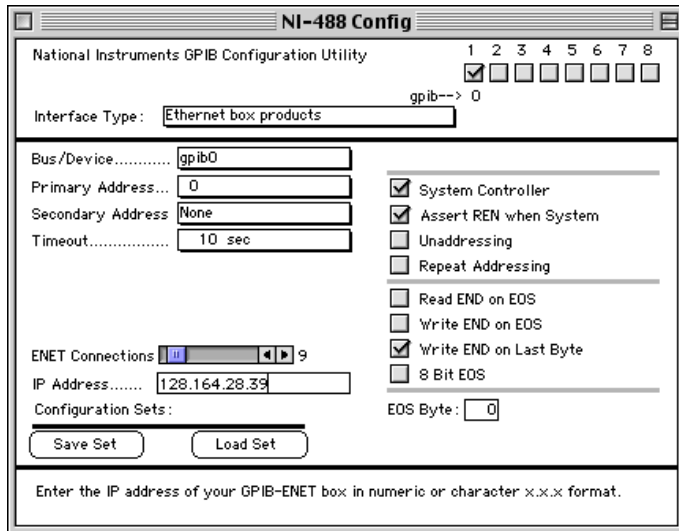 NI-488 Config
National Instruments GPIB Configuration Utility
1 2 3 4 5 6 7 8
gpib--> 0
Interface Type: Ethernet box products
Bus/Device........... gpib0
Primary Address... 0
Secondary Address None
Timeout................ 10 sec
System Controller
Assert REN when System
Unaddressing
Repeat Addressing
Read END on EOS
Write END on EOS
Write END on Last Byte
8 Bit EOS
ENET Connections 9
IP Address....... 128.164.28.39
Configuration Sets:
EOS Byte: 0
Save Set Load Set
Enter the IP address of your GPIB-ENET box in numeric or character x.x.x format.